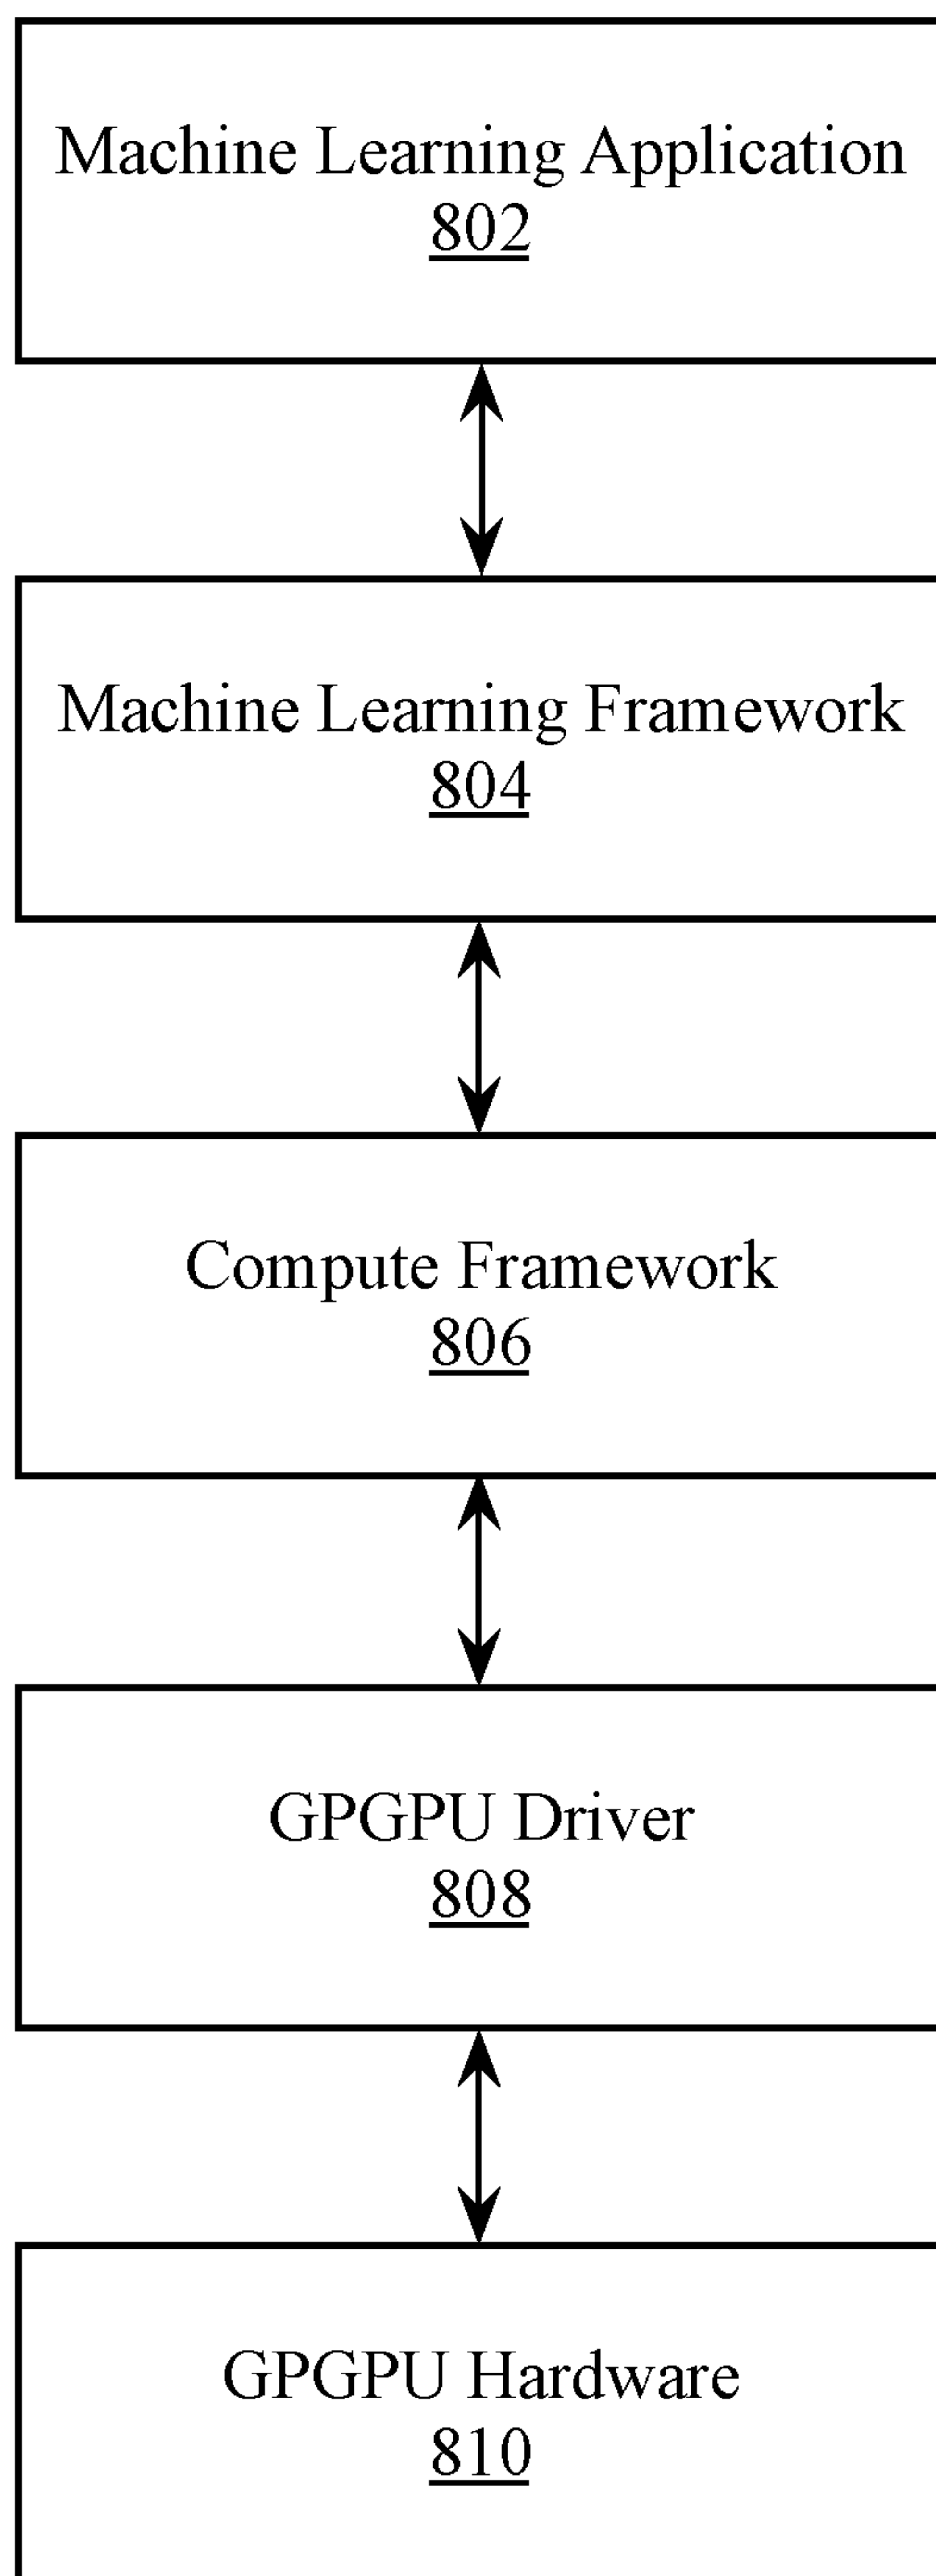 Machine Learning Application
802
Machine Learning Framework
804
Compute Framework
806
GPGPU Driver
808
GPGPU Hardware
810